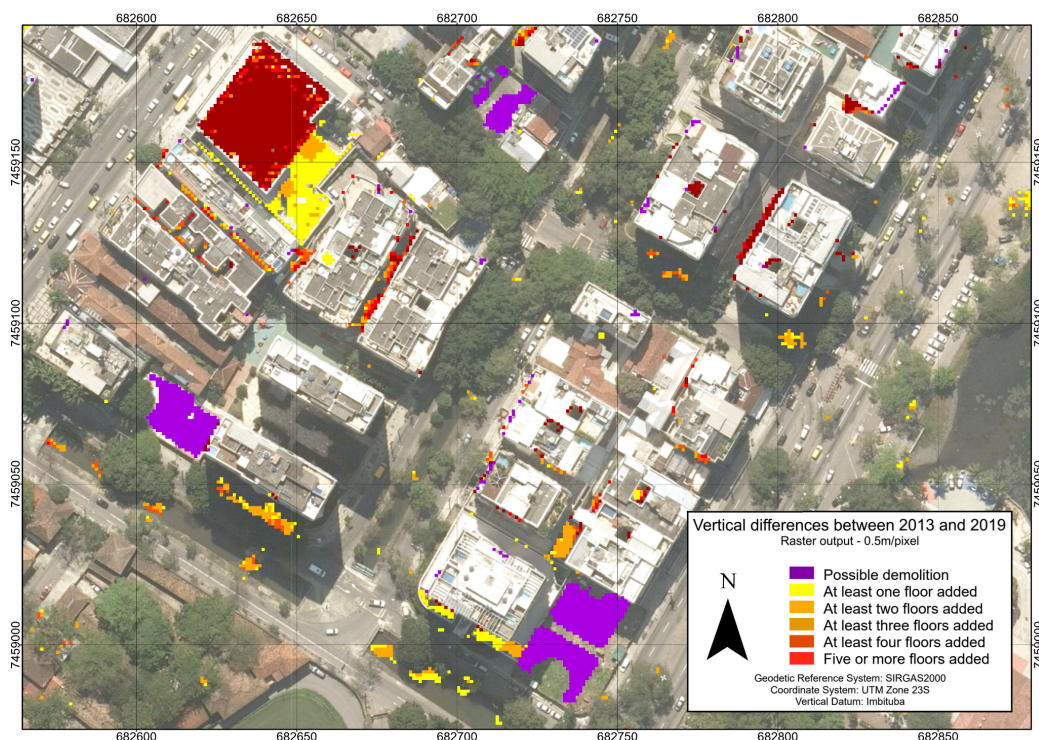 682600 682650 682700 682750 682800 682850
7459150 7459150
7459100 7459100
7459050 7459050
7459000 7459000
Vertical differences between 2013 and 2019
Raster output - 0.5m/pixel
N
Possible demolition
At least one floor added
At least two floors added
At least three floors added
At least four floors added
Five or more floors added
Geodetic Reference System: SIRGAS2000
Coordinate System: UTM Zone 23S
Vertical Datum: Imbituba
682600 682650 682700 682750 682800 682850